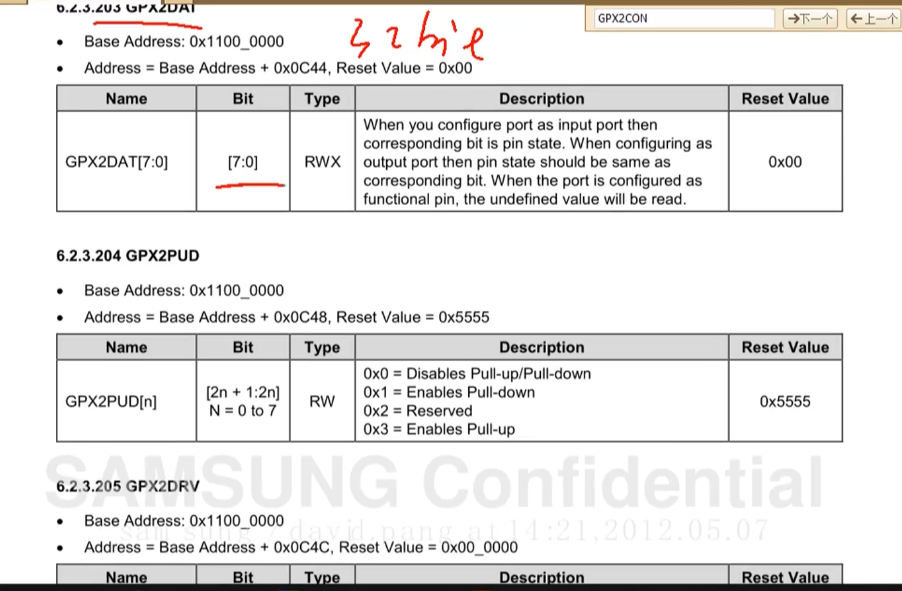 6.2.3.203 GPX2DAT
GPX2CON
→下一个
←上一个
• Base Address: 0x1100_0000
32bie
• Address = Base Address + 0x0C44, Reset Value = 0x00
Name Bit Type Description Reset Value
When you configure port as input port then
corresponding bit is pin state. When configuring as
GPX2DAT[7:0] [7:0] RWX output port then pin state should be same as 0x00
corresponding bit. When the port is configured as
functional pin, the undefined value will be read.
6.2.3.204 GPX2PUD
• Base Address: 0x1100_0000
• Address = Base Address + 0x0C48, Reset Value = 0x5555
Name Bit Type Description Reset Value
0x0 = Disables Pull-up/Pull-down
[2n + 1:2n] 0x1 = Enables Pull-down
GPX2PUD[n] RW 0x5555
N = 0 to 7 0x2 = Reserved
0x3 = Enables Pull-up
SAMSUNG Confidential
6.2.3.205 GPX2DRV
• Base Address: 0x1100_0000
david.pang at 14:21,2012.05.07
• Address = Base Address + 0x0C4C, Reset Value = 0x00_0000
Name Bit Type Description Reset Value